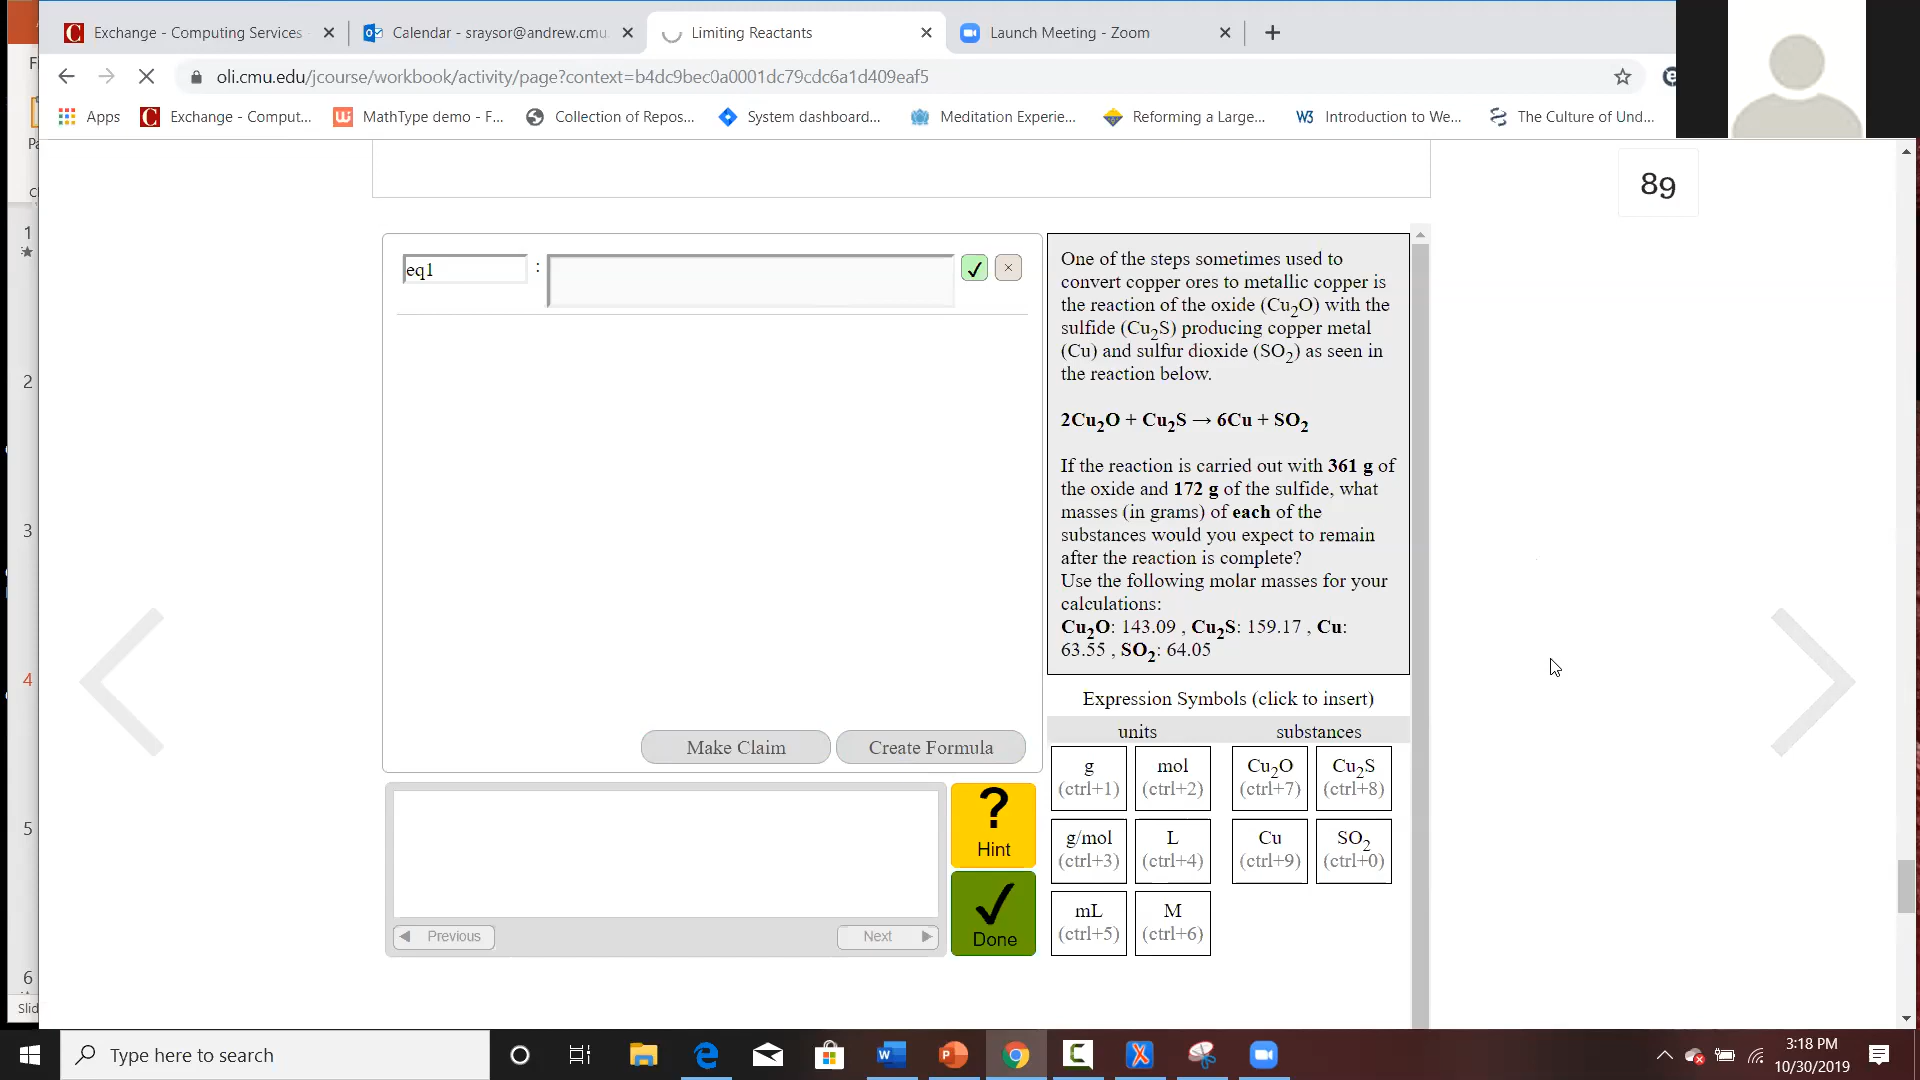 Exchange - Computing Services
Calendar - sraysor@andrew.cmu.
Limiting Reactants
Launch Meeting - Zoom
oli.cmu.edu/jcourse/workbook/activity/page?context=b4dc9bec0a0001dc79cdc6a1d409eaf5
Apps
Exchange - Comput...
MathType demo - F...
Collection of Repos...
System dashboard...
Meditation Experie...
Reforming a Large...
W3 Introduction to We...
The Culture of Und...
89
1
2
3
4
5
6
Slid
eq1 :
One of the steps sometimes used to
convert copper ores to metallic copper is
the reaction of the oxide (Cu₂O) with the
sulfide (Cu₂S) producing copper metal
(Cu) and sulfur dioxide (SO₂) as seen in
the reaction below.
2Cu₂O + Cu₂S → 6Cu + SO₂
If the reaction is carried out with 361 g of
the oxide and 172 g of the sulfide, what
masses (in grams) of each of the
substances would you expect to remain
after the reaction is complete?
Use the following molar masses for your
calculations:
Cu₂O: 143.09 , Cu₂S: 159.17 , Cu:
63.55 , SO₂: 64.05
Make Claim
Create Formula
Expression Symbols (click to insert)
units substances
g mol Cu₂O Cu₂S
(ctrl+1) (ctrl+2) (ctrl+7) (ctrl+8)
g/mol L Cu SO₂
(ctrl+3) (ctrl+4) (ctrl+9) (ctrl+0)
mL M
(ctrl+5) (ctrl+6)
?
Hint
Done
Previous
Next
Type here to search
3:18 PM
10/30/2019